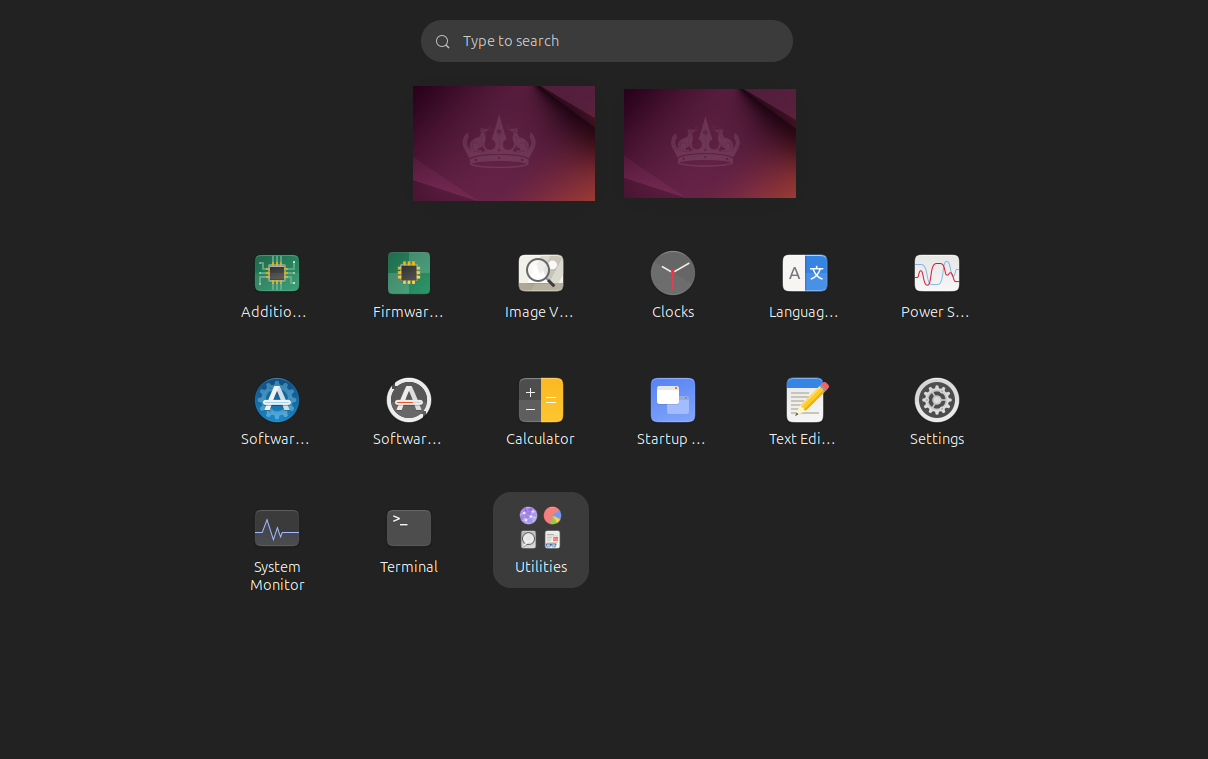 Type to search
Additio...
Firmwar...
Image V...
Clocks
Languag...
Power S...
Softwar...
Softwar...
Calculator
Startup ...
Text Edi...
Settings
System
Monitor
Terminal
Utilities